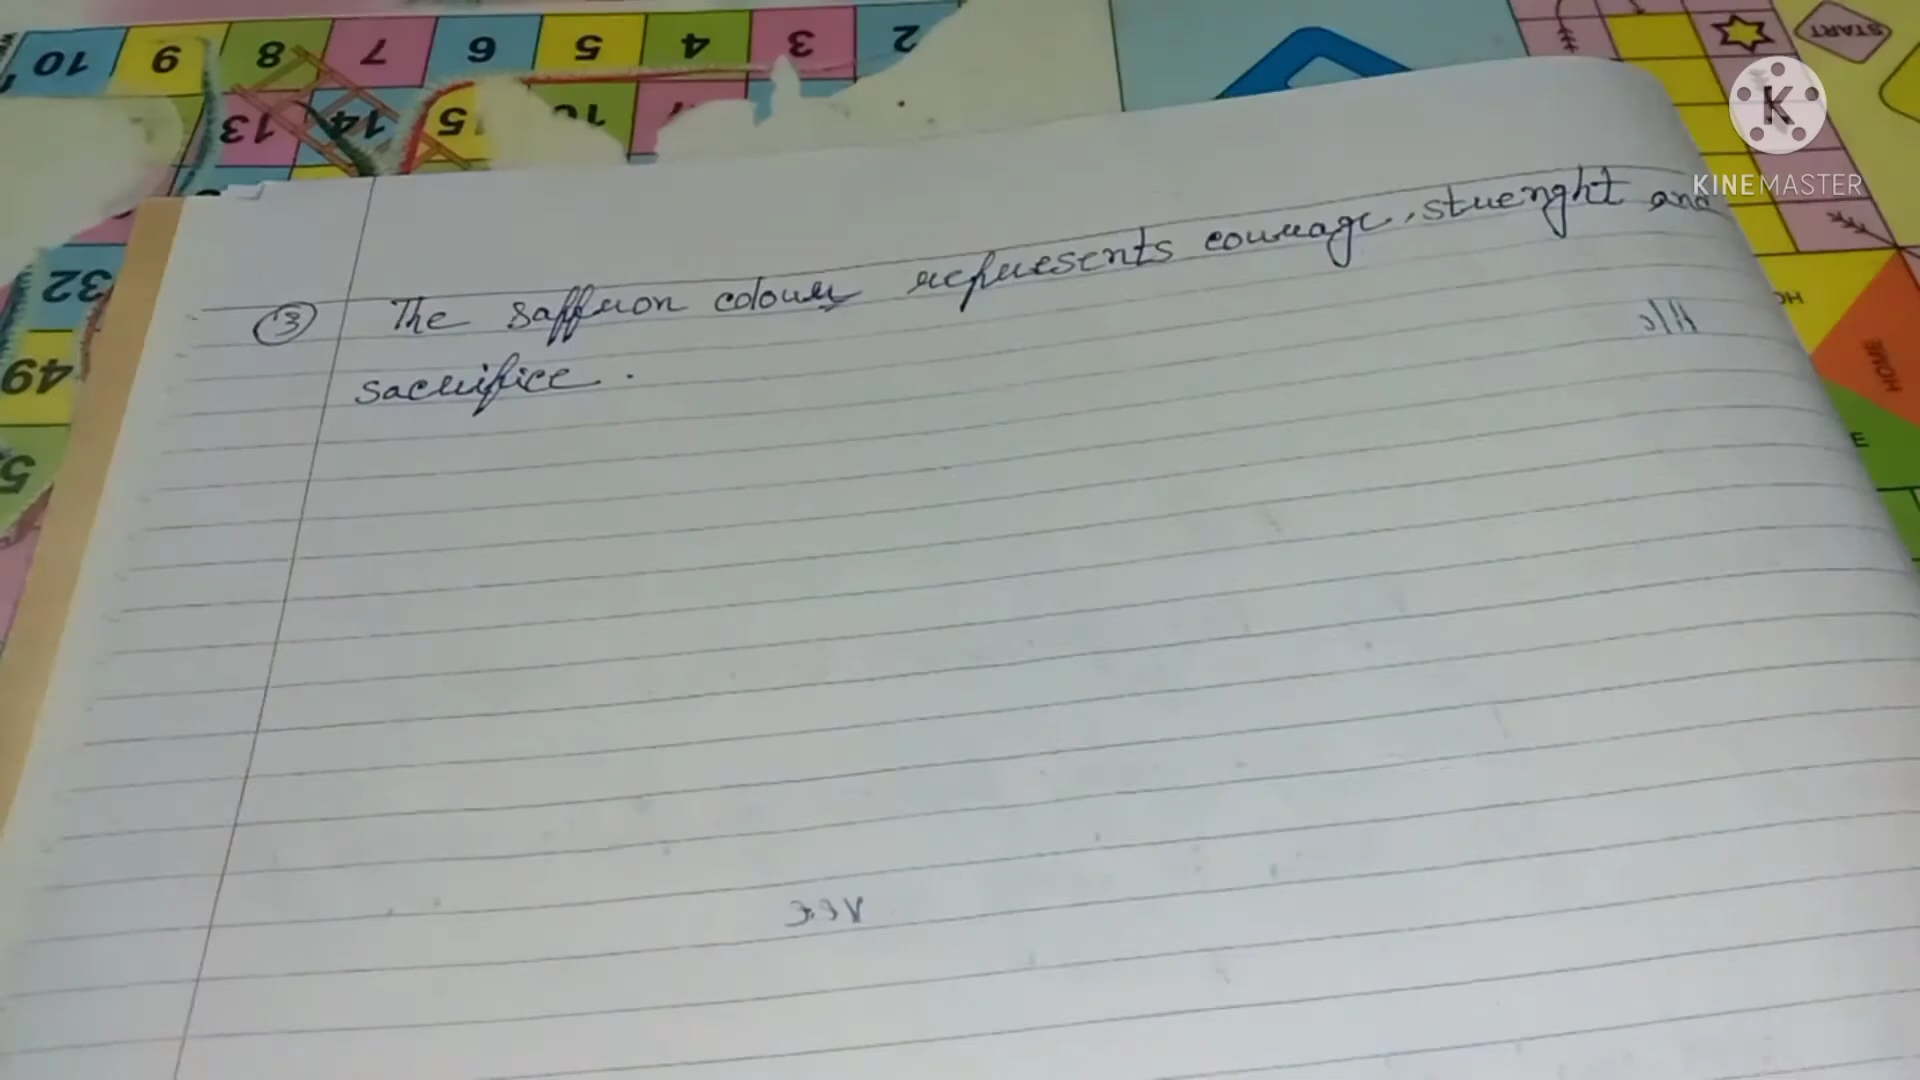 10 9 8 7 6 5 4 3 2
13 14 15 16
START
KINEMASTER
③ The saffron colour represents courage, strenght and
sacrifice.
32
49
HOME